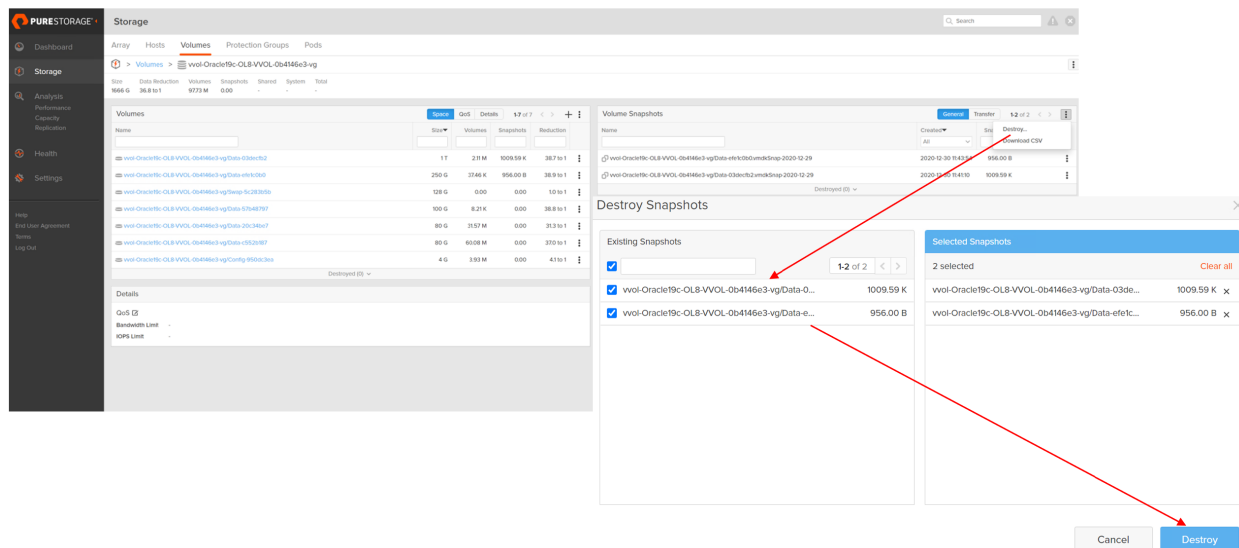 PURESTORAGE®
Storage
Search
Dashboard
Storage
Analysis
Performance
Capacity
Replication
Health
Settings
Help
End User Agreement
Terms
Log Out
Array Hosts Volumes Protection Groups Pods
> Volumes > vvol-Oracle19c-OL8-VVOL-0b4146e3-vg
Size Data Reduction Volumes Snapshots Shared System Total
1666 G 36.8 to 1 97.73 M 0.00 - - -
Volumes Space QoS Details 1-7 of 7
Name Size Volumes Snapshots Reduction
vvol-Oracle19c-OL8-VVOL-0b4146e3-vg/Data-03decfb2 1 T 2.11 M 1009.59 K 38.7 to 1
vvol-Oracle19c-OL8-VVOL-0b4146e3-vg/Data-efe1c0b0 250 G 37.46 K 956.00 B 38.9 to 1
vvol-Oracle19c-OL8-VVOL-0b4146e3-vg/Swap-5c283b5b 128 G 0.00 0.00 1.0 to 1
vvol-Oracle19c-OL8-VVOL-0b4146e3-vg/Data-57b48797 100 G 8.21 K 0.00 38.8 to 1
vvol-Oracle19c-OL8-VVOL-0b4146e3-vg/Data-20c34be7 80 G 31.57 M 0.00 31.3 to 1
vvol-Oracle19c-OL8-VVOL-0b4146e3-vg/Data-c552b187 80 G 60.08 M 0.00 37.0 to 1
vvol-Oracle19c-OL8-VVOL-0b4146e3-vg/Config-950dc3ea 4 G 3.93 M 0.00 4.1 to 1
Destroyed (0)
Details
QoS
Bandwidth Limit -
IOPS Limit -
Volume Snapshots General Transfer 1-2 of 2
Destroy...
Download CSV
Name Created
All
vvol-Oracle19c-OL8-VVOL-0b4146e3-vg/Data-efe1c0b0.vmdkSnap-2020-12-29 2020-12-30 11:43:54 956.00 B
vvol-Oracle19c-OL8-VVOL-0b4146e3-vg/Data-03decfb2.vmdkSnap-2020-12-29 2020-12-30 11:41:10 1009.59 K
Destroyed (0)
Destroy Snapshots
Existing Snapshots
1-2 of 2
vvol-Oracle19c-OL8-VVOL-0b4146e3-vg/Data-0... 1009.59 K
vvol-Oracle19c-OL8-VVOL-0b4146e3-vg/Data-e... 956.00 B
Selected Snapshots
2 selected Clear all
vvol-Oracle19c-OL8-VVOL-0b4146e3-vg/Data-03de... 1009.59 K
vvol-Oracle19c-OL8-VVOL-0b4146e3-vg/Data-efe1c... 956.00 B
Cancel Destroy